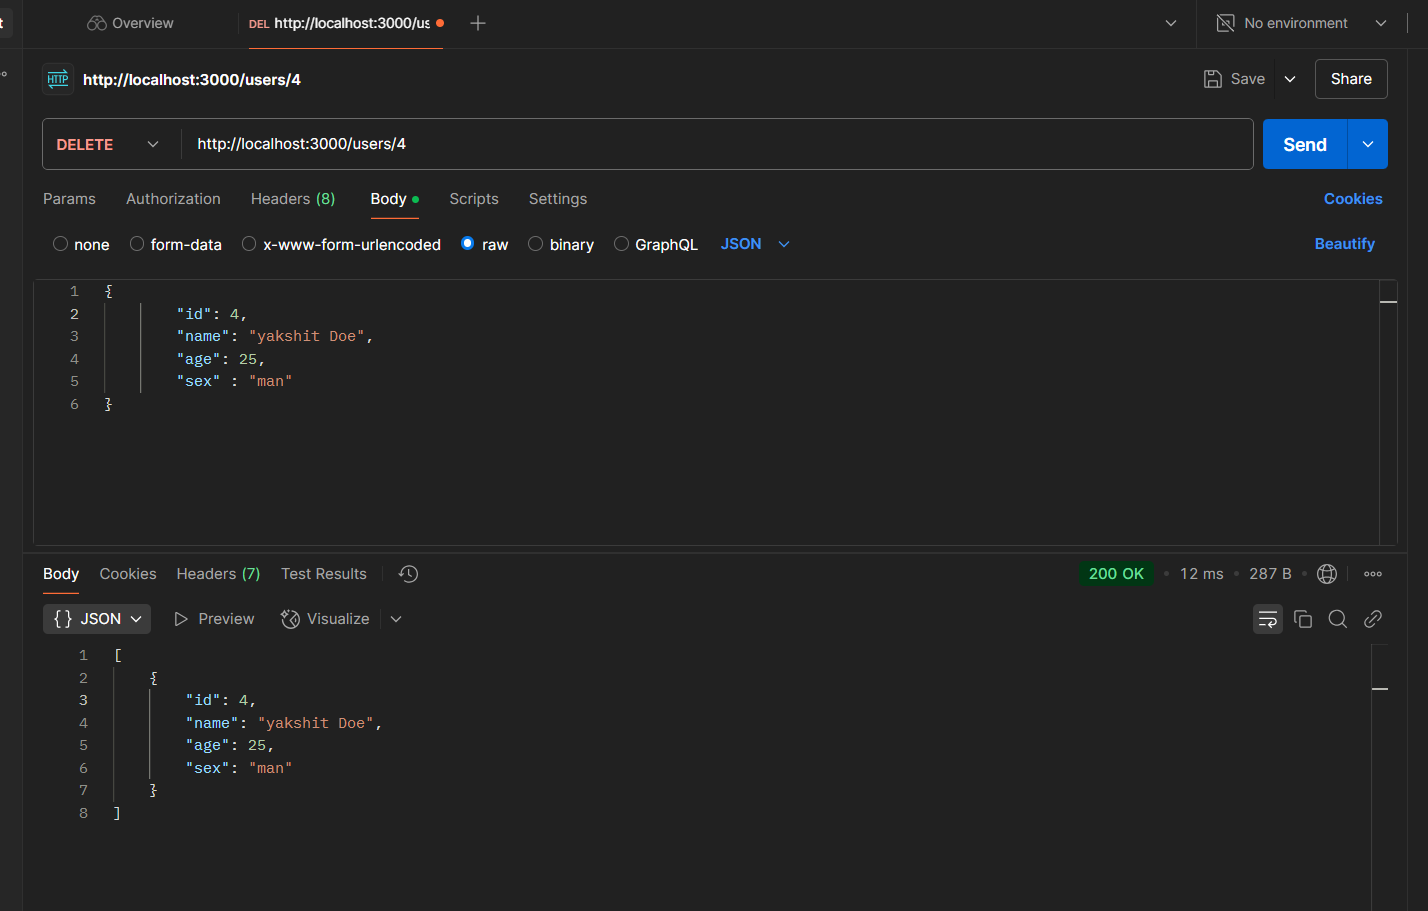 t
Overview
DEL http://localhost:3000/us
No environment
HTTP http://localhost:3000/users/4
Save
Share
DELETE
http://localhost:3000/users/4
Send
Params
Authorization
Headers (8)
Body
Scripts
Settings
Cookies
none
form-data
x-www-form-urlencoded
raw
binary
GraphQL
JSON
Beautify
1 {
2 "id": 4,
3 "name": "yakshit Doe",
4 "age": 25,
5 "sex" : "man"
6 }
Body
Cookies
Headers (7)
Test Results
200 OK
12 ms
287 B
{} JSON
Preview
Visualize
1 [
2 {
3 "id": 4,
4 "name": "yakshit Doe",
5 "age": 25,
6 "sex": "man"
7 }
8 ]